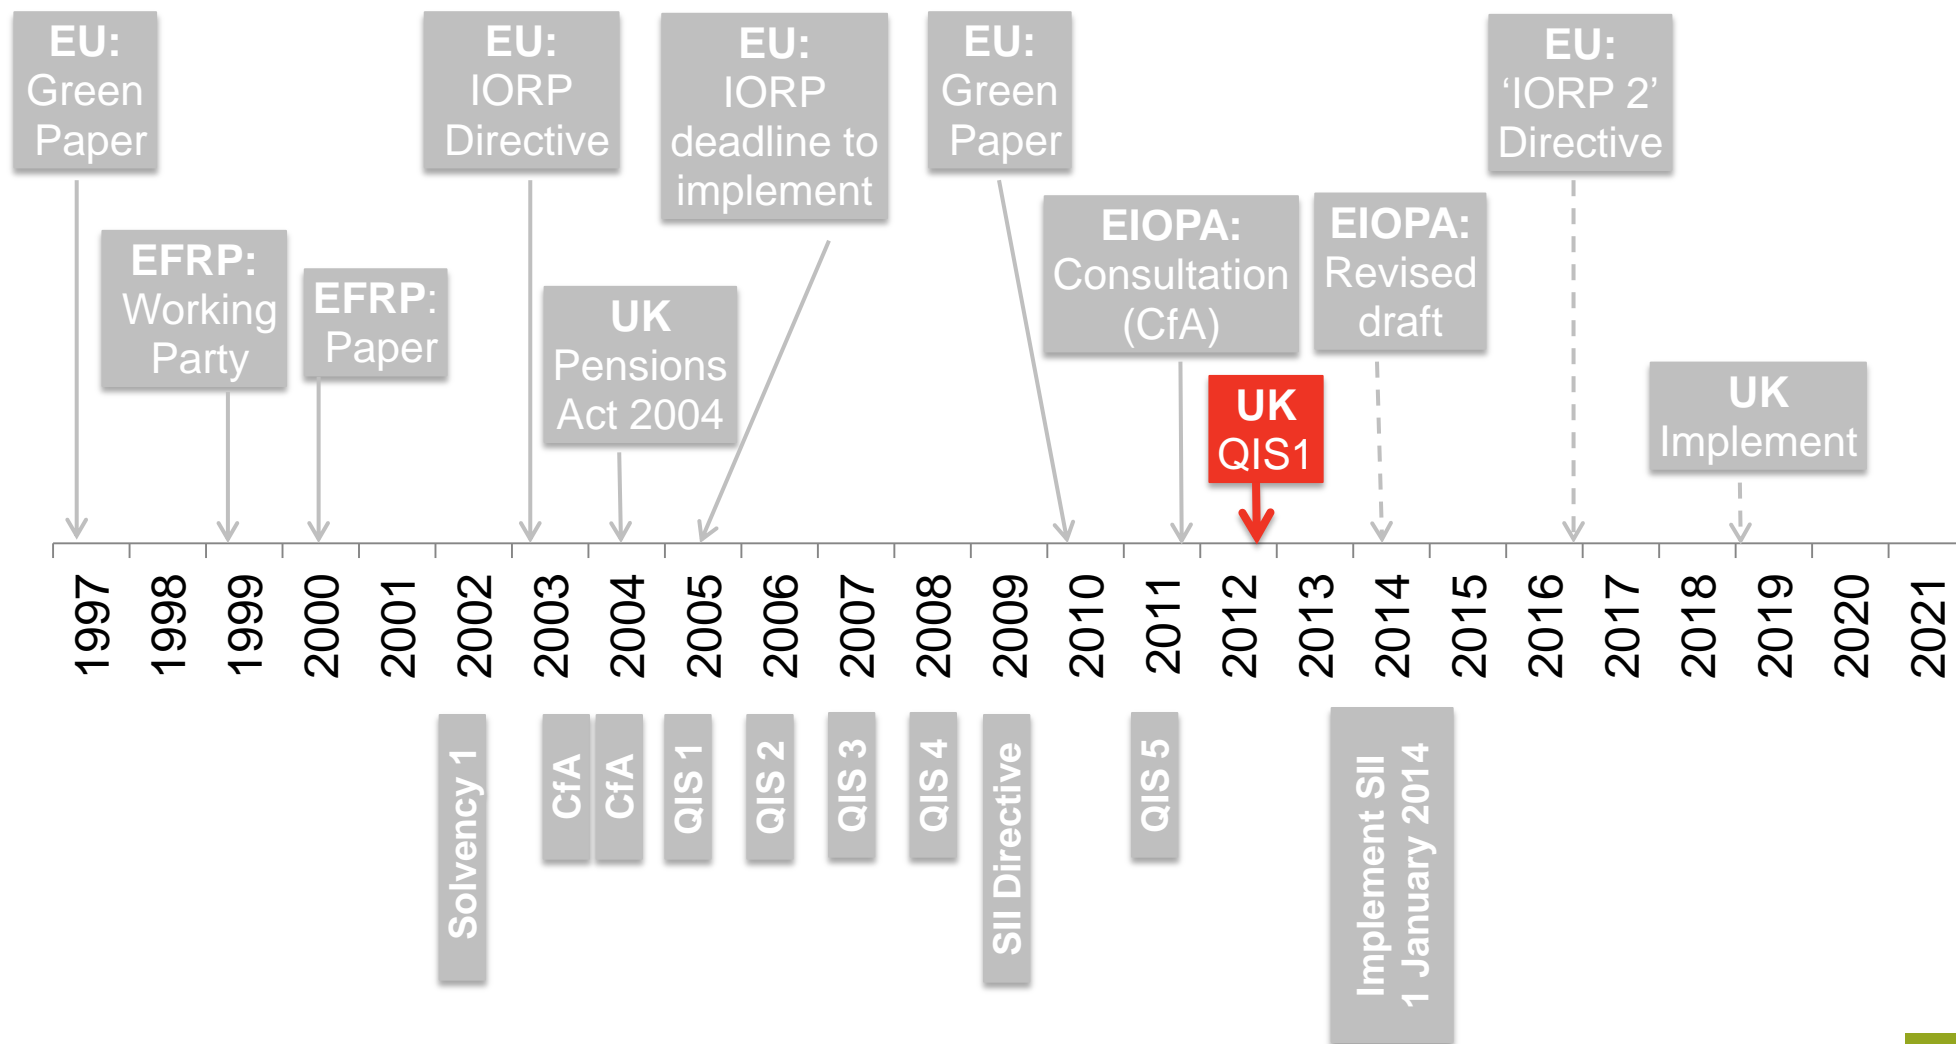 EU:
Green
Paper
EFRP:
Working
Party
EFRP:
Paper
EU:
IORP
Directive
UK
Pensions
Act 2004
EU:
IORP
deadline to
implement
EU:
Green
Paper
EIOPA:
Consultation
(CfA)
UK
QIS1
EIOPA:
Revised
draft
EU:
‘IORP 2’
Directive
UK
Implement
1997
1998
1999
2000
2001
2002
2003
2004
2005
2006
2007
2008
2009
2010
2011
2012
2013
2014
2015
2016
2017
2018
2019
2020
2021
Solvency 1
CfA
CfA
QIS 1
QIS 2
QIS 3
QIS 4
SII Directive
QIS 5
Implement SII
1 January 2014